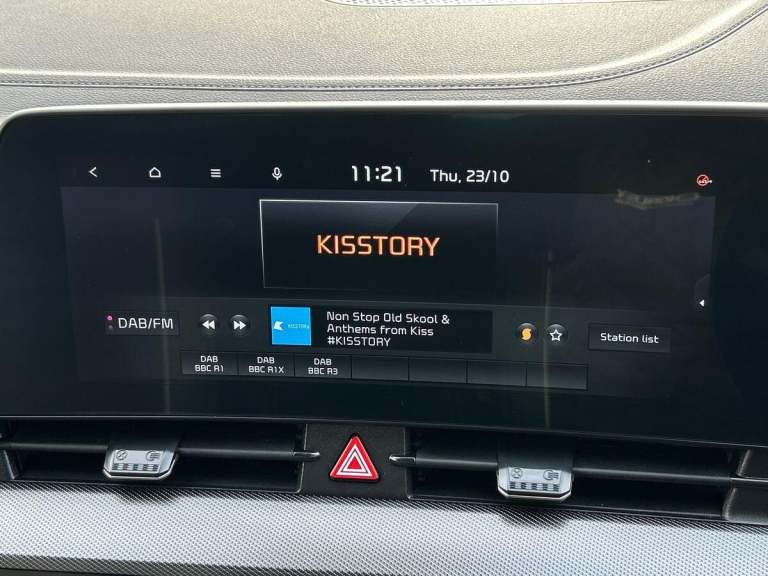 11:21 Thu, 23/10
KISSTORY
DAB/FM
KISSTORY
Non Stop Old Skool &
Anthems from Kiss
#KISSTORY
Station list
DAB
BBC R1
DAB
BBC R1X
DAB
BBC R3